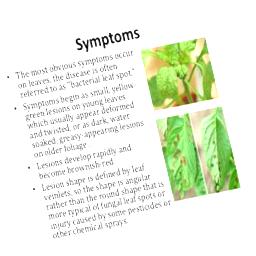 Symptoms
• The most obvious symptoms occur
on leaves, the disease is often
referred to as "bacterial leaf spot."
• Symptoms begin as small, yellow
green lesions on young leaves
which usually appear deformed
and twisted, or as dark, water
soaked, greasy, appearing lesions
on older foliage
• Lesions develop rapidly and
become brownish red
• Lesion shape is defined by leaf
veinlets, so the shape is angular
rather than the round shape that is
more typical of fungal leaf spots or
injury caused by some pesticides or
other chemical sprays.